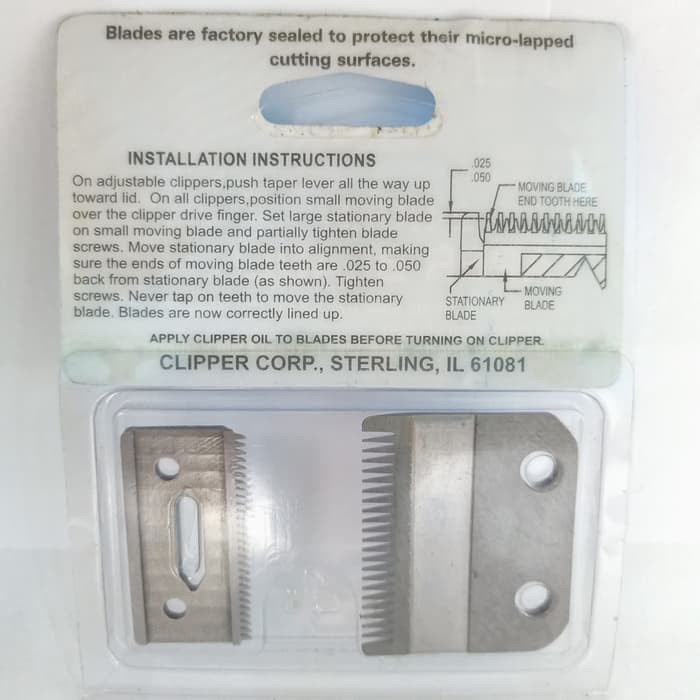 Blades are factory sealed to protect their micro-lapped
cutting surfaces.
INSTALLATION INSTRUCTIONS
On adjustable clippers,push taper lever all the way up
toward lid. On all clippers,position small moving blade
over the clipper drive finger. Set large stationary blade
on small moving blade and partially tighten blade
screws. Move stationary blade into alignment, making
sure the ends of moving blade teeth are .025 to .050
back from stationary blade (as shown). Tighten
screws. Never tap on teeth to move the stationary
blade. Blades are now correctly lined up.
.025
.050
MOVING BLADE
END TOOTH HERE
STATIONARY
BLADE
MOVING
BLADE
APPLY CLIPPER OIL TO BLADES BEFORE TURNING ON CLIPPER.
CLIPPER CORP., STERLING, IL 61081